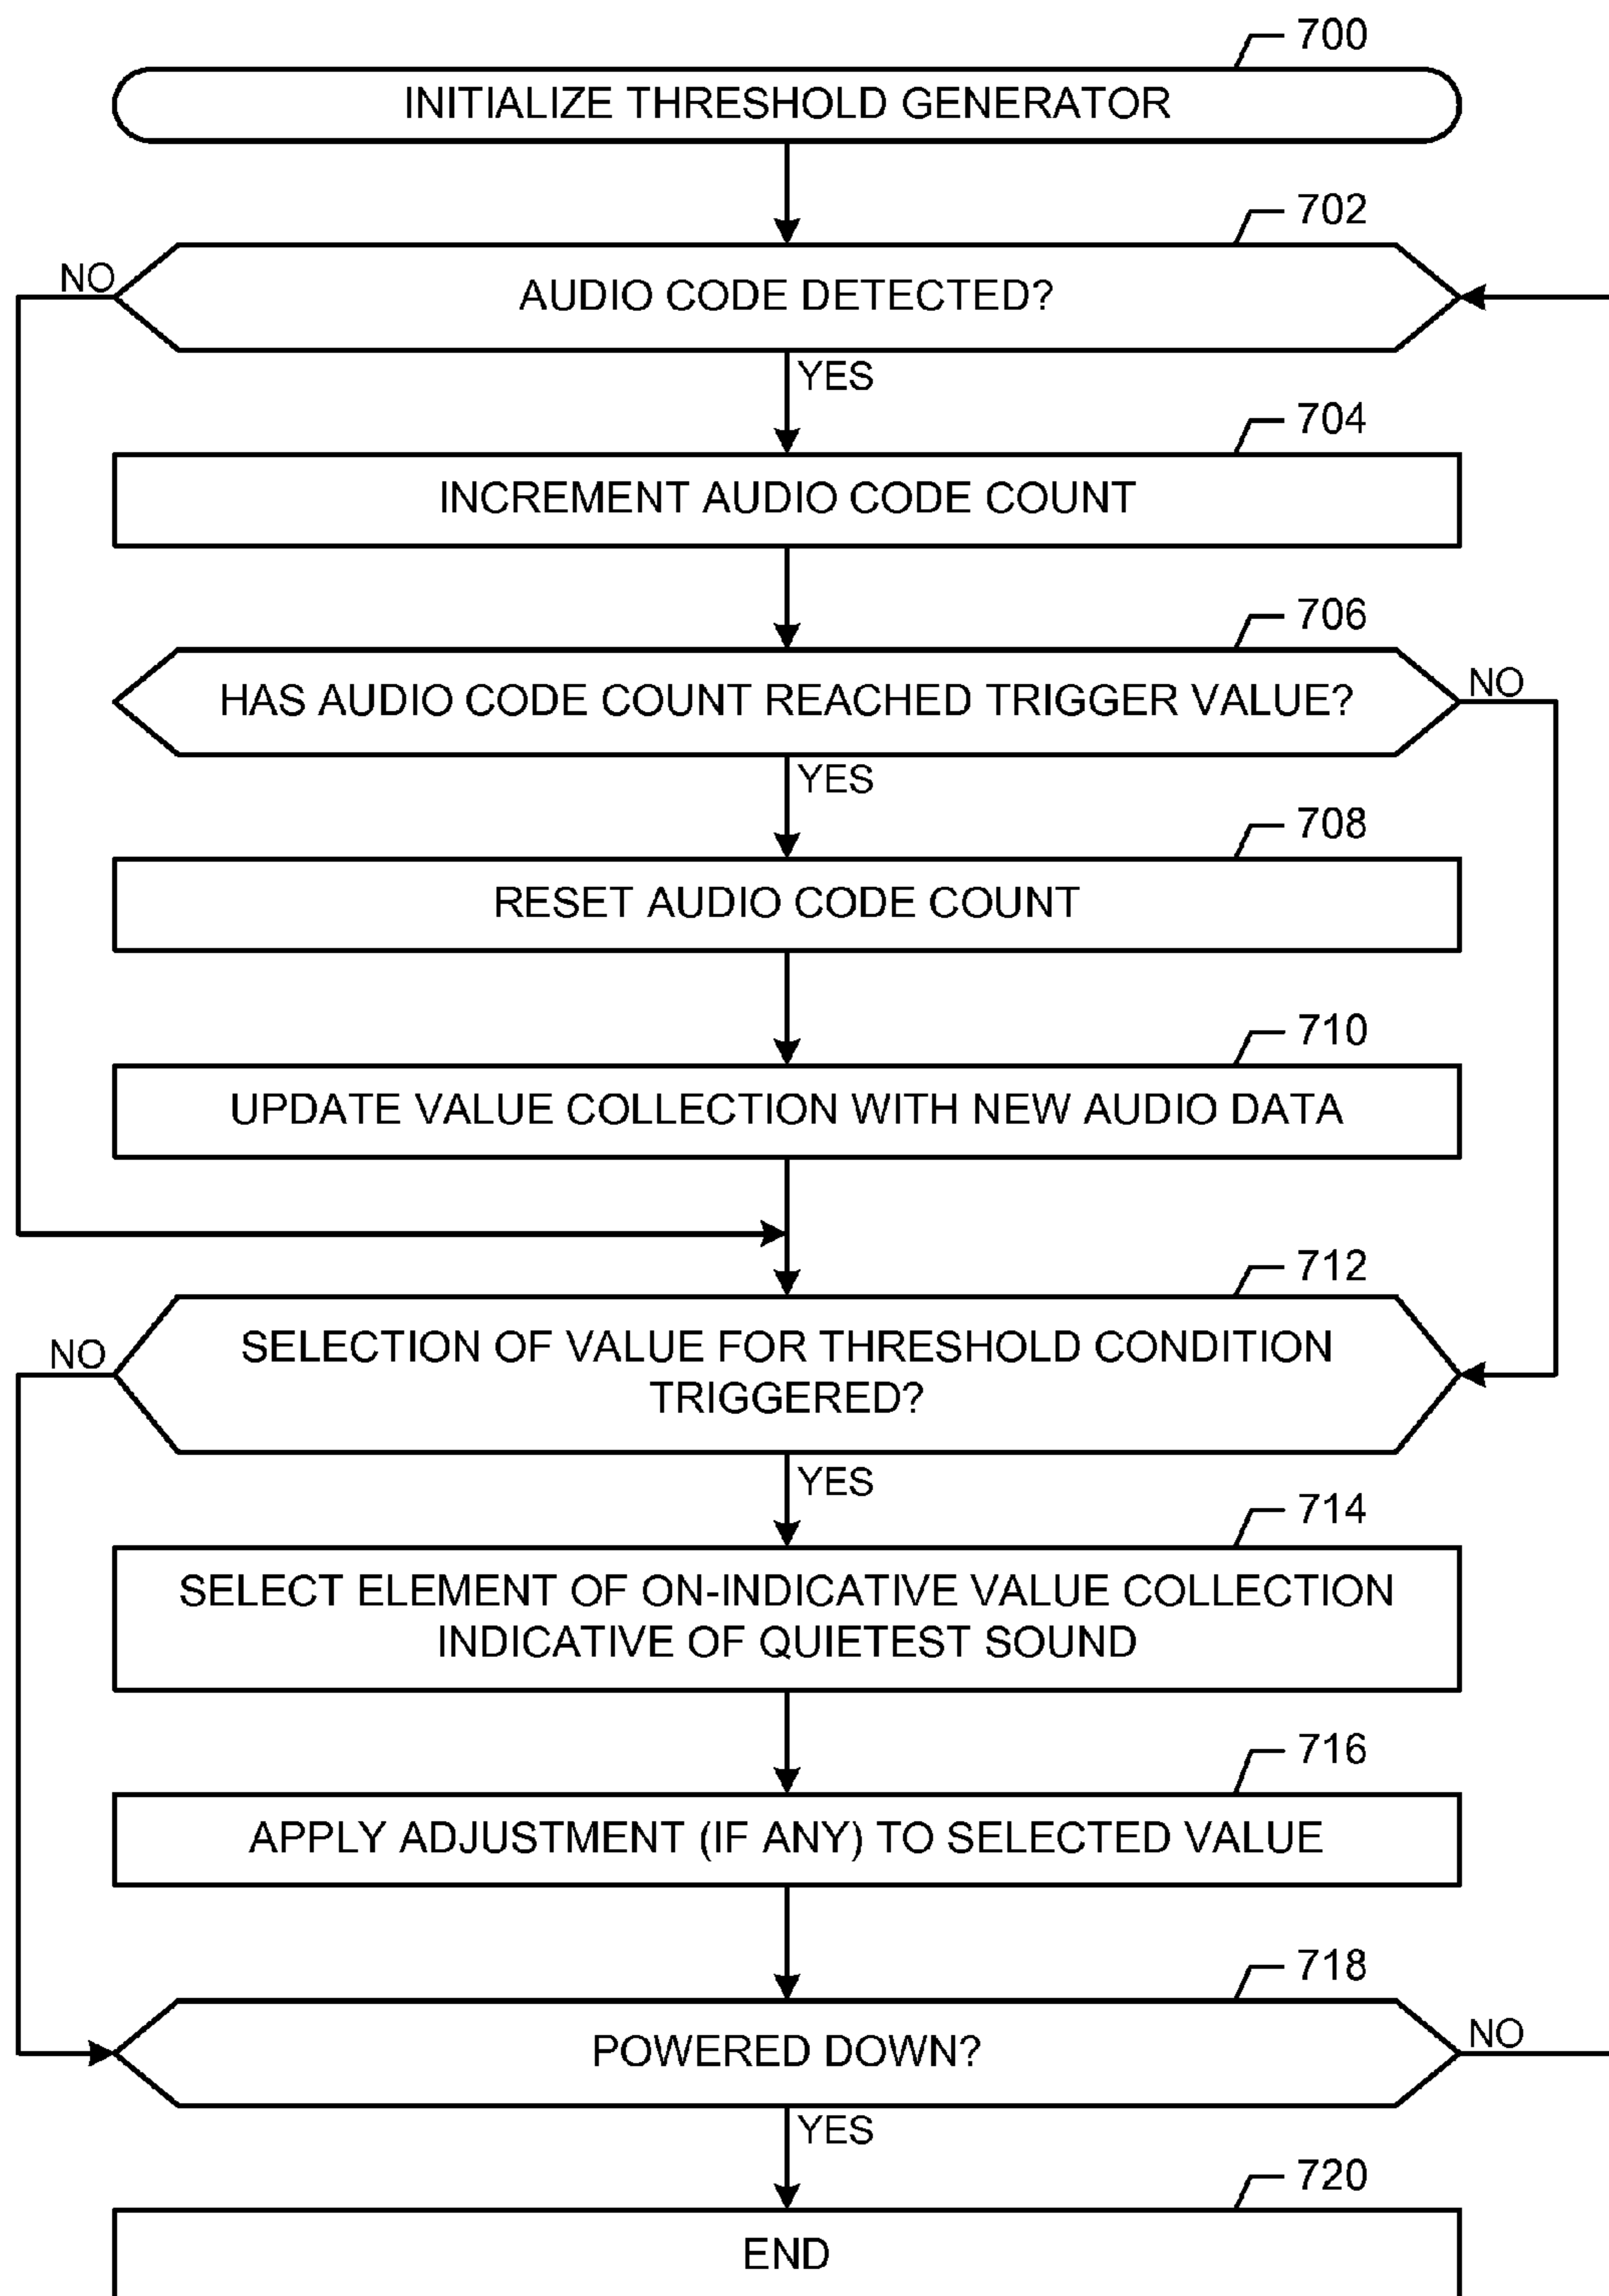 700
INITIALIZE THRESHOLD GENERATOR
702
NO
AUDIO CODE DETECTED?
YES
704
INCREMENT AUDIO CODE COUNT
706
HAS AUDIO CODE COUNT REACHED TRIGGER VALUE?
NO
YES
708
RESET AUDIO CODE COUNT
710
UPDATE VALUE COLLECTION WITH NEW AUDIO DATA
712
NO
SELECTION OF VALUE FOR THRESHOLD CONDITION
TRIGGERED?
YES
714
SELECT ELEMENT OF ON-INDICATIVE VALUE COLLECTION
INDICATIVE OF QUIETEST SOUND
716
APPLY ADJUSTMENT (IF ANY) TO SELECTED VALUE
718
POWERED DOWN?
NO
YES
720
END